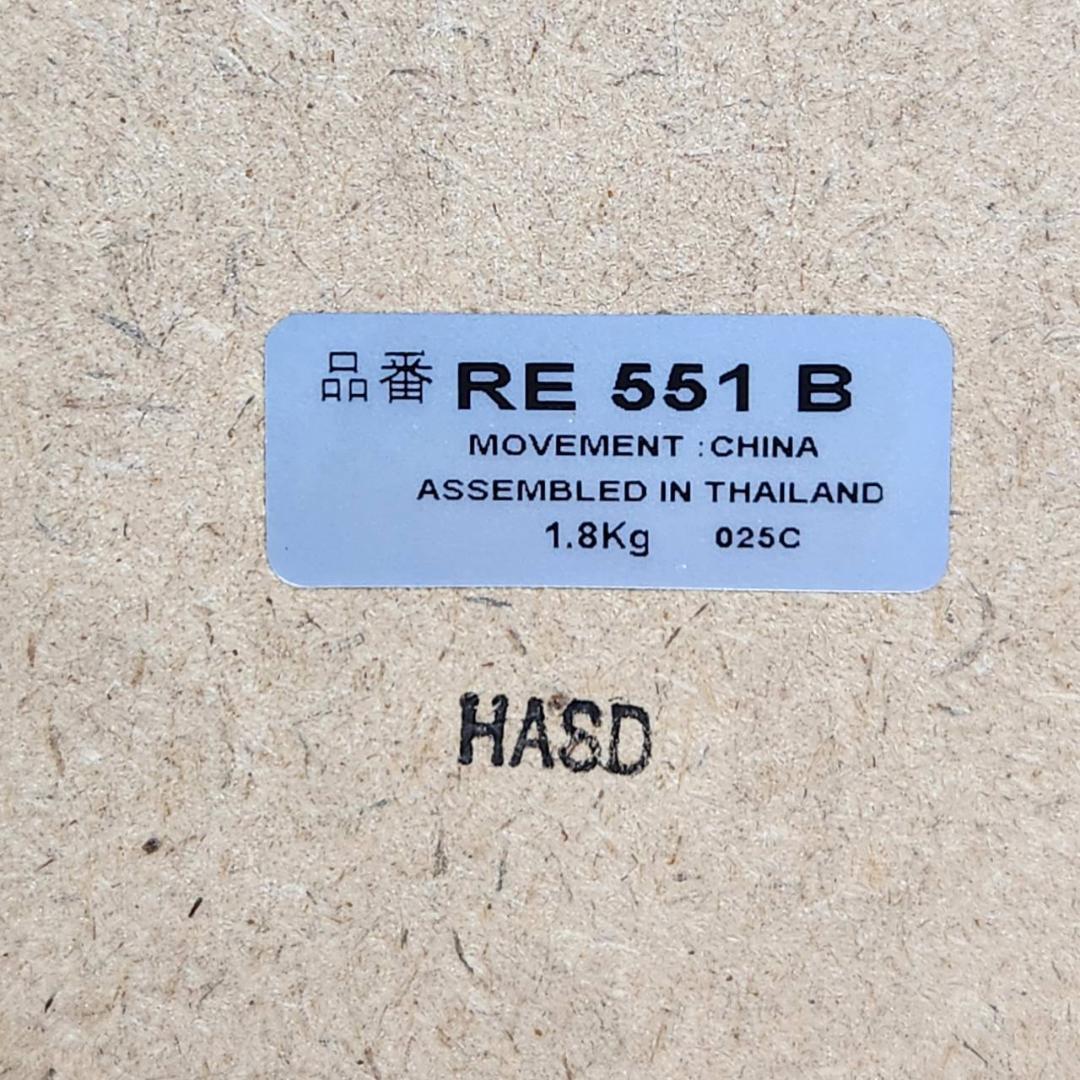 品番 RE 551 B
MOVEMENT :CHINA
ASSEMBLED IN THAILAND
1.8Kg 025C
HASD